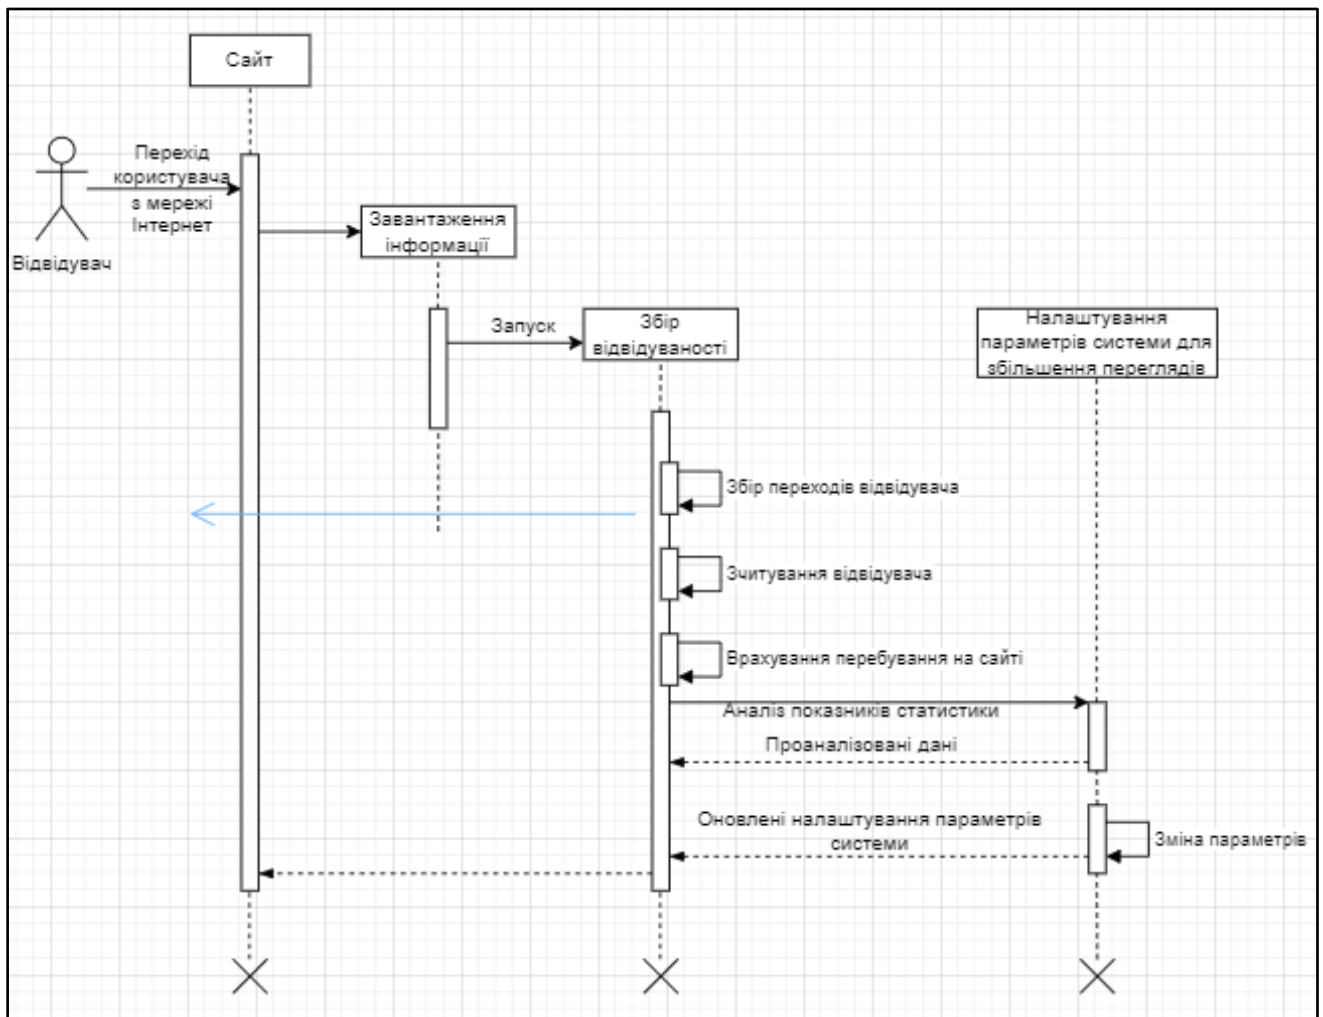 Сайт
Перехід
користувача
з мережі
Інтернет
Відвідувач
Завантаження
інформації
Запуск
Збір
відвідуваності
Налаштування
параметрів системи для
збільшення переглядів
Збір переходів відвідувача
Зчитування відвідувача
Врахування перебування на сайті
Аналіз показників статистики
Проаналізовані дані
Оновлені налаштування параметрів
системи
Зміна параметрів